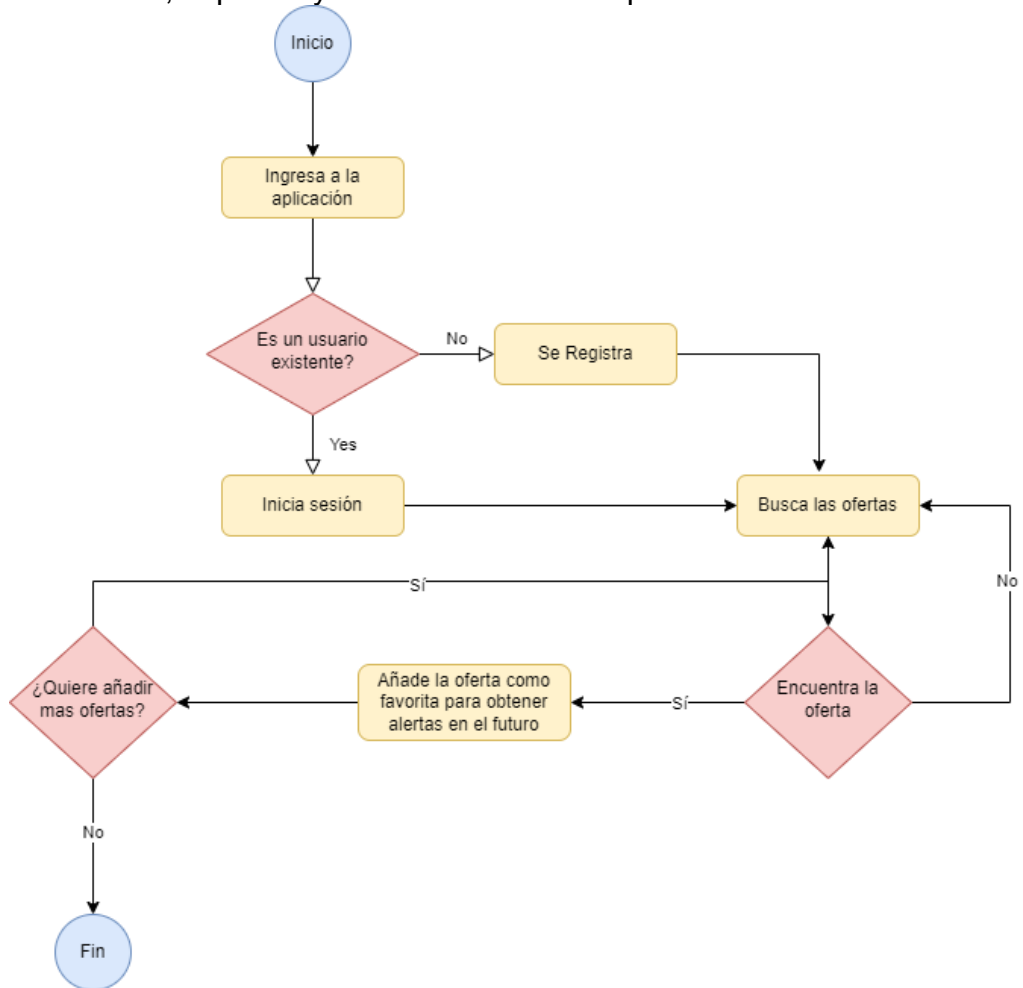 Inicio
Ingresa a la
aplicación
Es un usuario
existente?
No
Se Registra
Yes
Inicia sesión
Busca las ofertas
Sí
No
¿Quiere añadir
mas ofertas?
Añade la oferta como
favorita para obtener
alertas en el futuro
Sí
Encuentra la
oferta
No
Fin